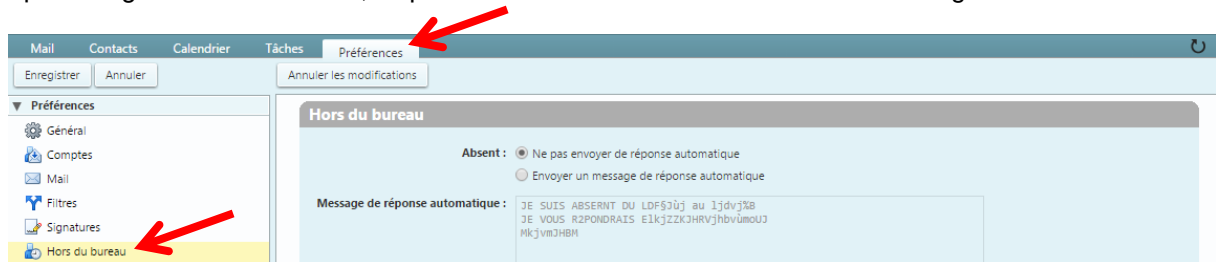 Mail Contacts Calendrier Tâches Préférences
Enregistrer Annuler Annuler les modifications
Préférences
Général
Comptes
Mail
Filtres
Signatures
Hors du bureau
Hors du bureau
Absent : Ne pas envoyer de réponse automatique
Envoyer un message de réponse automatique
Message de réponse automatique :
JE SUIS ABSERNT DU LDF§Jùj au ljdvj%B
JE VOUS R2PONDRAIS ElkjZZKJHRVjhbvùmoUJ
MkjvmJHBM